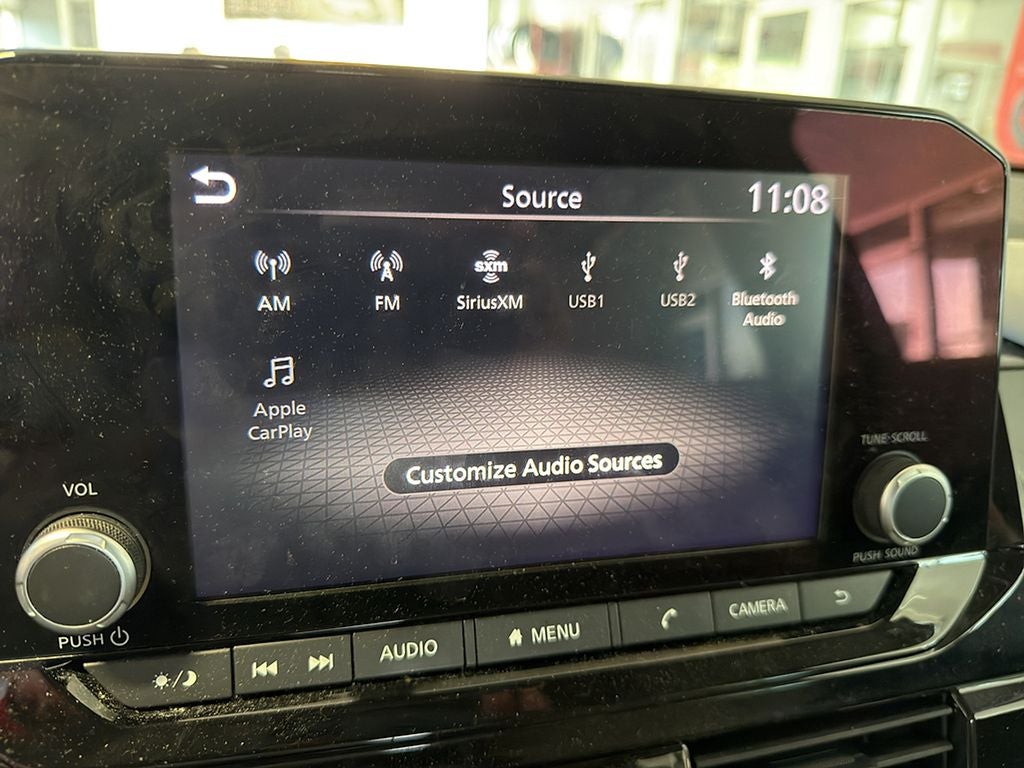 Source
11:08
AM
FM
sxm
SiriusXM
USB1
USB2
Bluetooth
Audio
Apple
CarPlay
Customize Audio Sources
VOL
PUSH
TUNE·SCROLL
PUSH SOUND
AUDIO
MENU
CAMERA